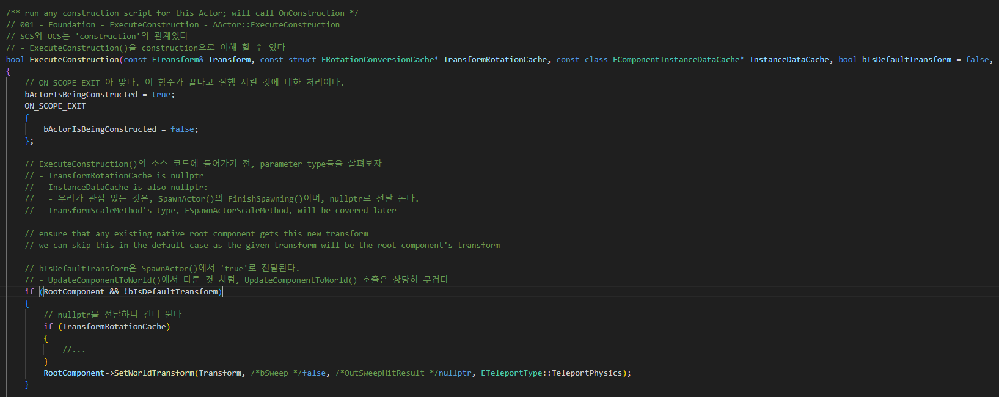 /** run any construction script for this Actor; will call OnConstruction */
// 001 - Foundation - ExecuteConstruction - AActor::ExecuteConstruction
// SCS와 UCS는 'construction'와 관계있다
// - ExecuteConstruction()을 construction으로 이해 할 수 있다
bool ExecuteConstruction(const FTransform& Transform, const struct FRotationConversionCache* TransformRotationCache, const class FComponentInstanceDataCache* InstanceDataCache, bool bIsDefaultTransform = false,
{
// ON_SCOPE_EXIT 아 맞다. 이 함수가 끝나고 실행 시킬 것에 대한 처리이다.
bActorIsBeingConstructed = true;
ON_SCOPE_EXIT
{
bActorIsBeingConstructed = false;
};
// ExecuteConstruction()의 소스 코드에 들어가기 전, parameter type들을 살펴보자
// - TransformRotationCache is nullptr
// - InstanceDataCache is also nullptr:
//   - 우리가 관심 있는 것은, SpawnActor()의 FinishSpawning()이며, nullptr로 전달 돈다.
// - TransformScaleMethod's type, ESpawnActorScaleMethod, will be covered later
// ensure that any existing native root component gets this new transform
// we can skip this in the default case as the given transform will be the root component's transform
// bIsDefaultTransform은 SpawnActor()에서 'true'로 전달된다.
// - UpdateComponentToWorld()에서 다룬 것 처럼, UpdateComponentToWorld() 호출은 상당히 무겁다
if (RootComponent && !bIsDefaultTransform)
{
// nullptr을 전달하니 건너 뛴다
if (TransformRotationCache)
{
//...
}
RootComponent->SetWorldTransform(Transform, /*bSweep=*/false, /*OutSweepHitResult=*/nullptr, ETeleportType::TeleportPhysics);
}